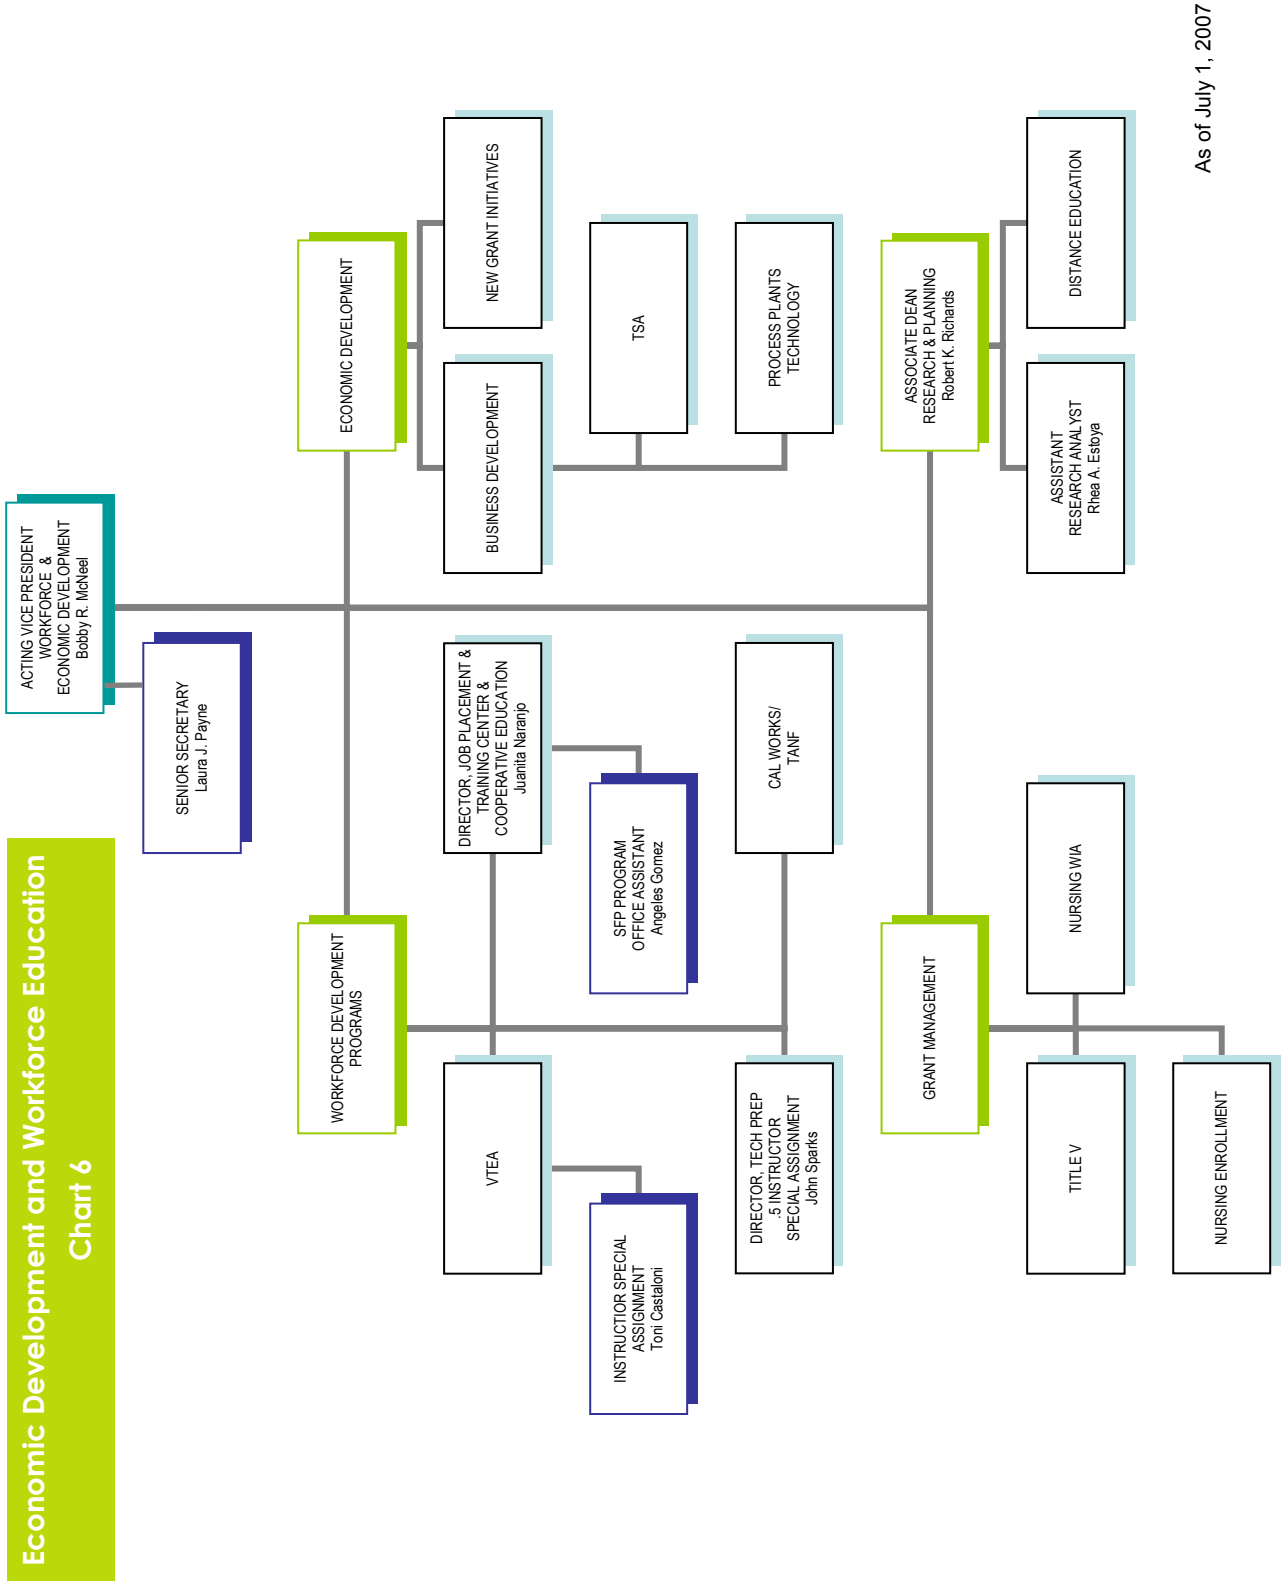 Economic Development and Workforce Education
Chart 6
ACTING VICE PRESIDENT
WORKFORCE &
ECONOMIC DEVELOPMENT
Bobby R. McNeel
SENIOR SECRETARY
Laura J. Payne
WORKFORCE DEVELOPMENT
PROGRAMS
ECONOMIC DEVELOPMENT
VTEA
DIRECTOR, JOB PLACEMENT &
TRAINING CENTER &
COOPERATIVE EDUCATION
Juanita Naranjo
BUSINESS DEVELOPMENT
NEW GRANT INITIATIVES
INSTRUCTIOR SPECIAL
ASSIGNMENT
Toni Castaloni
SFP PROGRAM
OFFICE ASSISTANT
Angeles Gomez
TSA
DIRECTOR, TECH PREP
.5 INSTRUCTOR
SPECIAL ASSIGNMENT
John Sparks
CAL WORKS/
TANF
PROCESS PLANTS
TECHNOLOGY
GRANT MANAGEMENT
ASSOCIATE DEAN
RESEARCH & PLANNING
Robert K. Richards
TITLE V
NURSING WIA
ASSISTANT
RESEARCH ANALYST
Rhea A. Estoya
DISTANCE EDUCATION
NURSING ENROLLMENT
As of July 1, 2007